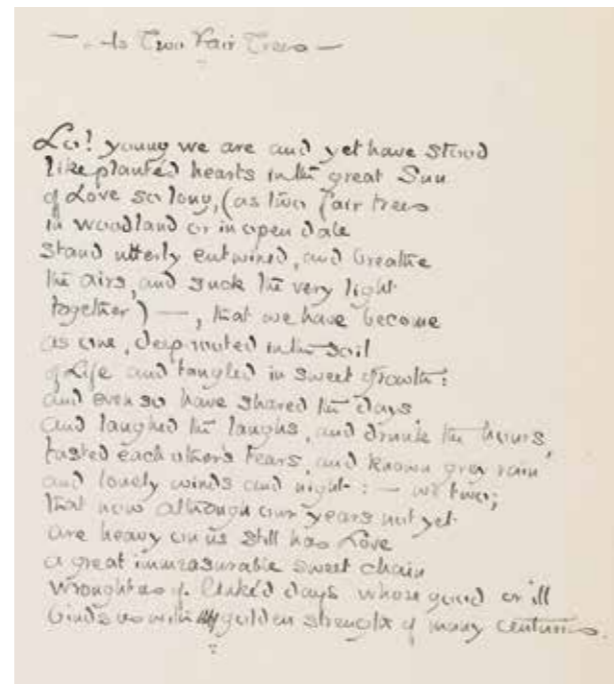 — As Two Fair Trees —
Lo! young we are and yet have stood
like planted hearts in the great Sun
of Love so long, (as two fair trees
in woodland or in open dale
stand utterly entwined, and breathe
the airs, and suck the very light
together) —, that we have become
as one, deep rooted in the soil
of Life and tangled in sweet growth:
and even so have shared the days
and laughed the laughs, and drunk the hours,
tasted each other's tears, and known grey rain
and lonely winds and night: — we two;
that now although our years not yet
are heavy on us still has Love
a great immeasurable sweet chain
wrought us of linkéd days whose good or ill
binds us with golden strength of many centuries.